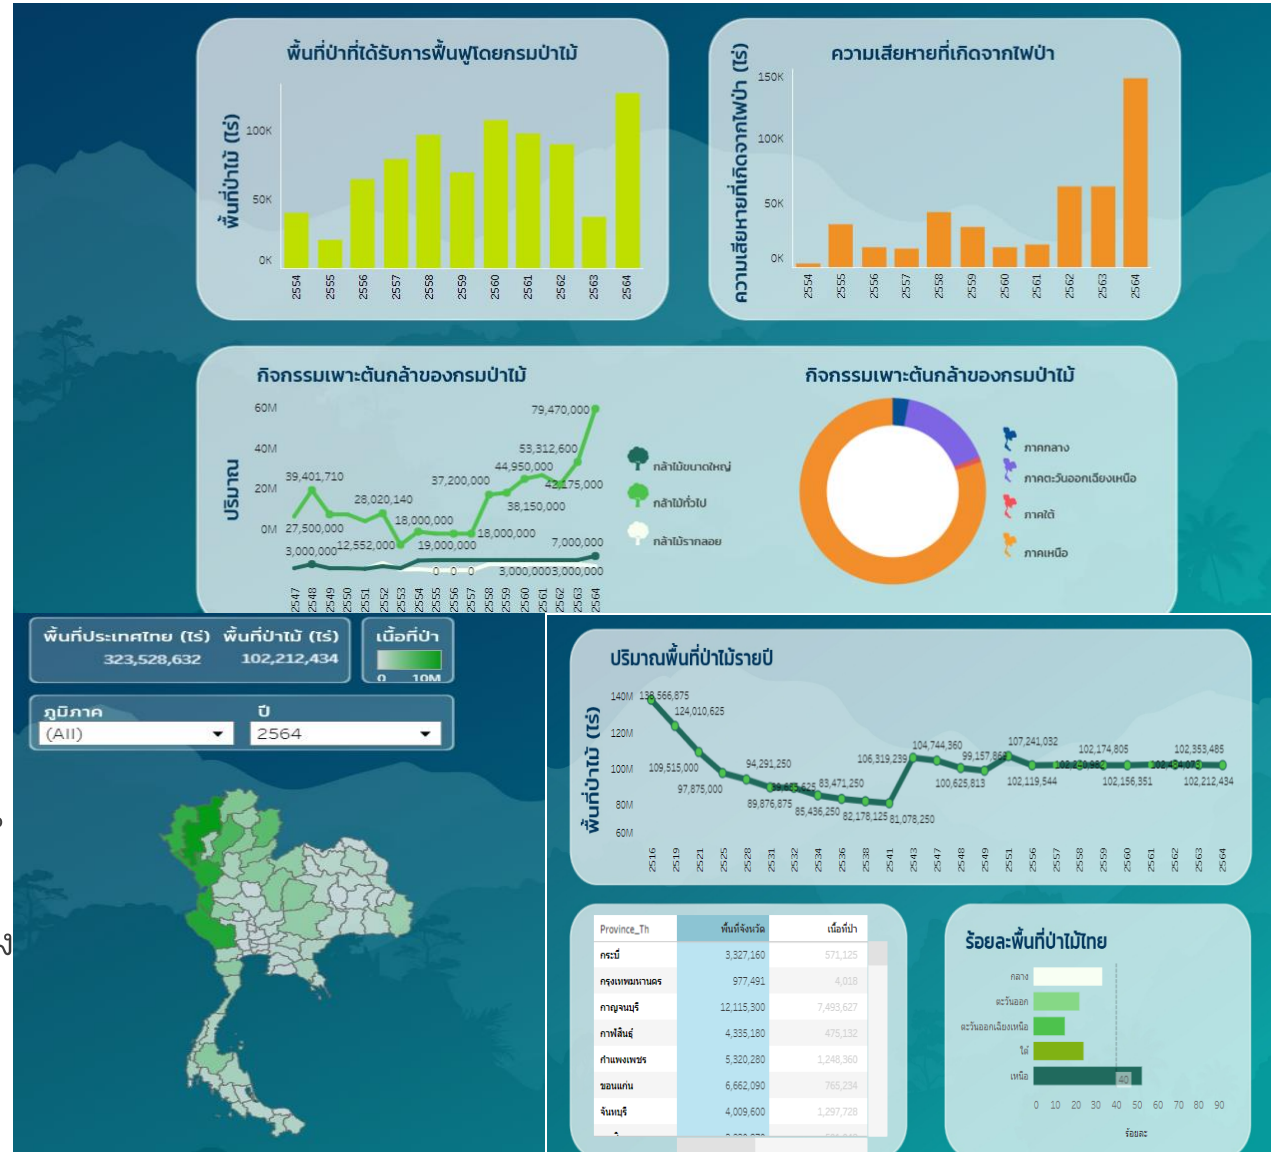 พื้นที่ป่าที่ได้รับการฟื้นฟูโดยกรมป่าไม้
พื้นที่ป่าไม้ (ไร่)
100K
50K
0K
2554 2555 2556 2557 2558 2559 2560 2561 2562 2563 2564
ความเสียหายที่เกิดจากไฟป่า
ความเสียหายที่เกิดจากไฟป่า (ไร่)
150K
100K
50K
0K
2554 2555 2556 2557 2558 2559 2560 2561 2562 2563 2564
กิจกรรมเพาะต้นกล้าของกรมป่าไม้
ปริมาณ
60M
40M
20M
0M
79,470,000
53,312,600
44,950,000
42,175,000
39,401,710
37,200,000
28,020,140
38,150,000
18,000,000
27,500,000
18,000,000
12,552,000
19,000,000
7,000,000
3,000,000
0 0 0
3,000,000
3,000,000
2547 2548 2549 2550 2551 2552 2553 2554 2555 2556 2557 2558 2559 2560 2561 2562 2563 2564
กล้าไม้ขนาดใหญ่
กล้าไม้ทั่วไป
กล้าไม้รากลอย
กิจกรรมเพาะต้นกล้าของกรมป่าไม้
ภาคกลาง
ภาคตะวันออกเฉียงเหนือ
ภาคใต้
ภาคเหนือ
พื้นที่ประเทศไทย (ไร่) พื้นที่ป่าไม้ (ไร่)
323,528,632 102,212,434
เนื้อที่ป่า
0 10M
ภูมิภาค ปี
(All) 2564
ง
ปริมาณพื้นที่ป่าไม้รายปี
พื้นที่ป่าไม้ (ไร่)
140M
120M
100M
80M
60M
138,566,875
124,010,625
109,515,000
97,875,000
94,291,250
89,876,875
85,436,250
83,471,250
82,178,125
81,078,250
106,319,239
104,744,360
100,625,813
99,157,868
107,241,032
102,119,544
102,174,805
102,156,351
102,353,485
102,212,434
2516 2519 2521 2525 2528 2531 2532 2534 2536 2538 2541 2543 2547 2548 2549 2551 2556 2557 2558 2559 2560 2561 2562 2563 2564
Province_Th พื้นที่จังหวัด เนื้อที่ป่า
กระบี่ 3,327,160 571,125
กรุงเทพมหานคร 977,491 4,018
กาญจนบุรี 12,115,300 7,493,627
กาฬสินธุ์ 4,335,180 475,132
กำแพงเพชร 5,320,280 1,248,360
ขอนแก่น 6,662,090 765,234
จันทบุรี 4,009,600 1,297,728
ร้อยละพื้นที่ป่าไม้ไทย
กลาง
ตะวันออก
ตะวันออกเฉียงเหนือ
ใต้
เหนือ
40
0 10 20 30 40 50 60 70 80 90
ร้อยละ